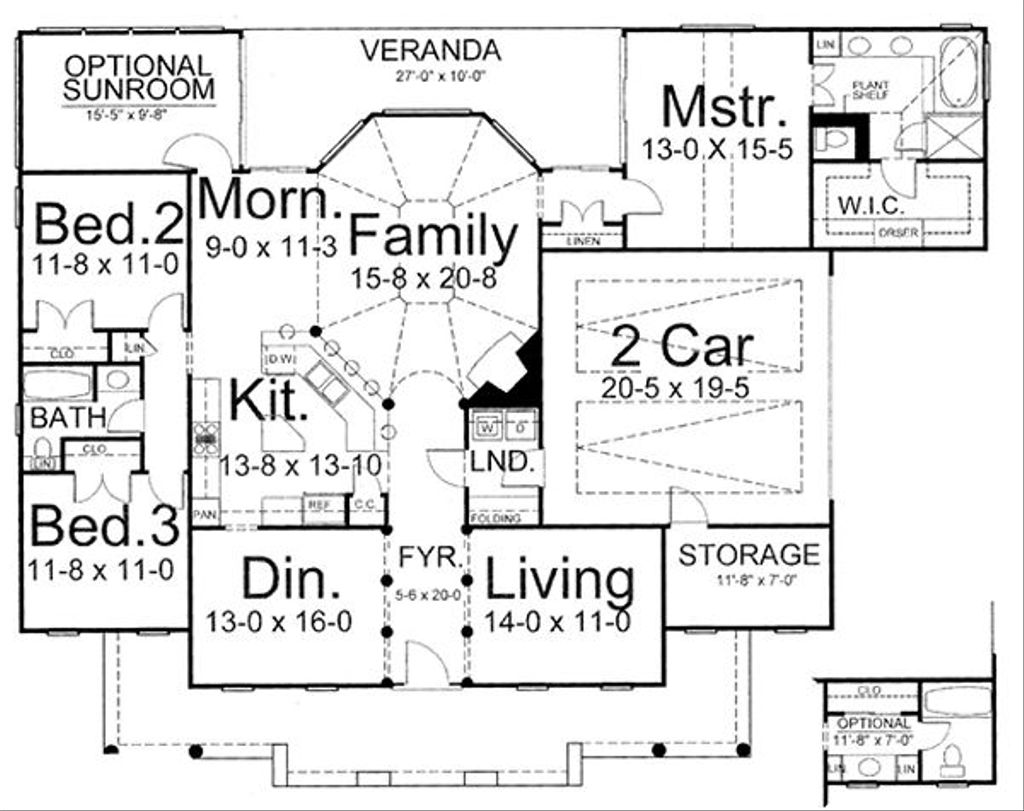 OPTIONAL
SUNROOM
15'-5" x 9'-8"
VERANDA
27'-0" x 10'-0"
Mstr.
13-0 X 15-5
LIN
PLANT
SHELF
W.I.C.
DRSER
Bed.2
11-8 x 11-0
Morn.
9-0 x 11-3
Family
15-8 x 20-8
LINEN
CLO
LIN
D.W
Kit.
13-8 x 13-10
2 Car
20-5 x 19-5
BATH
LIN
CLO
W
D
LND.
FOLDING
PAN.
REF
C.C.
Bed.3
11-8 x 11-0
Din.
13-0 x 16-0
FYR.
5-6 x 20-0
Living
14-0 x 11-0
STORAGE
11'-8" x 7'-0"
CLO
OPTIONAL
11'-8" x 7'-0"
LIN
LIN